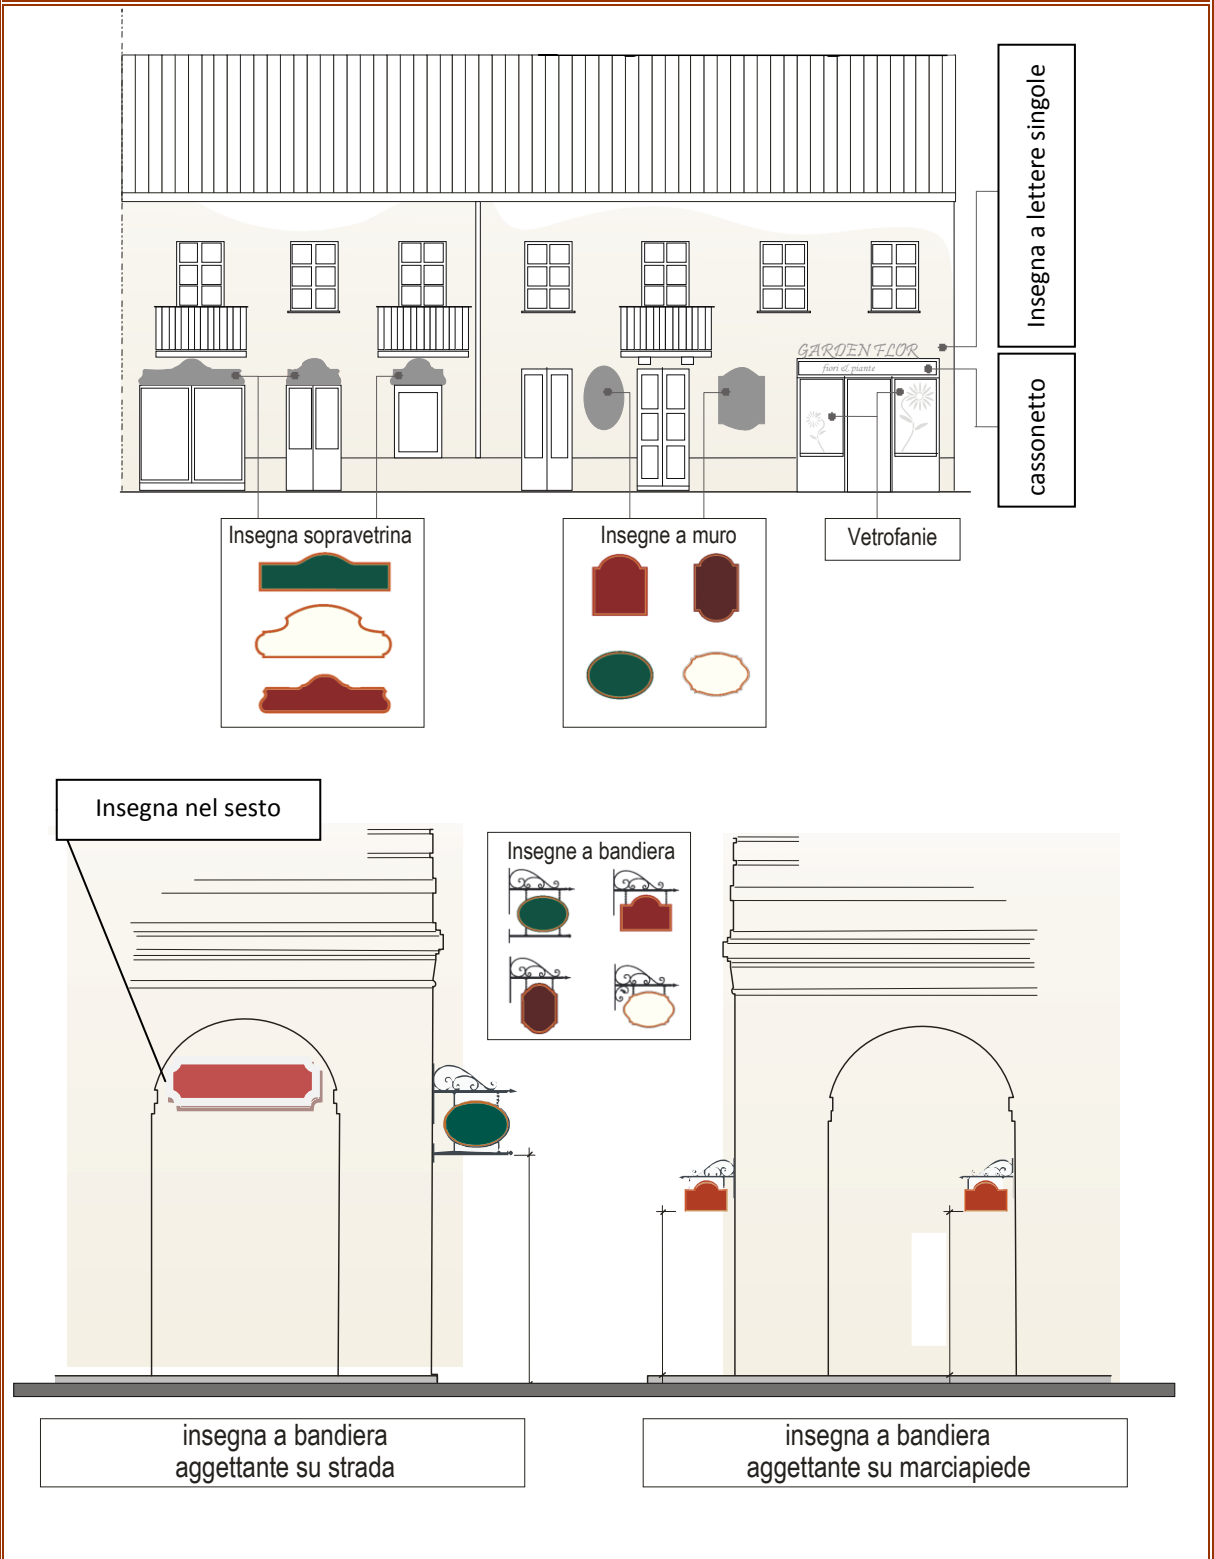 Insegna a lettere singole
GARDEN FLOR
fiori & piante
cassonetto
Insegna sopravetrina
Insegne a muro
Vetrofanie
Insegna nel sesto
Insegne a bandiera
insegna a bandiera
aggettante su strada
insegna a bandiera
aggettante su marciapiede